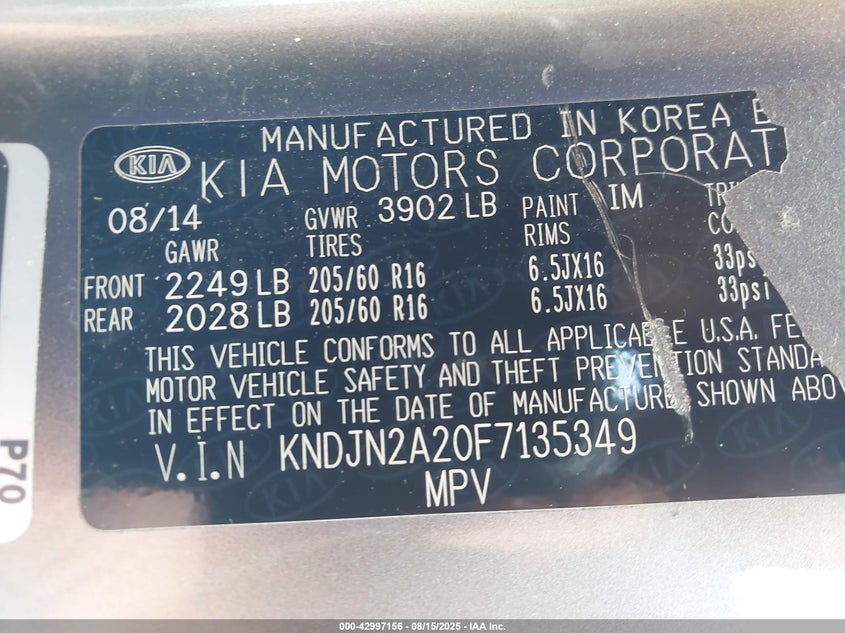 MANUFACTURED IN KOREA
KIA KIA MOTORS CORPORAT
08/14 GVWR 3902 LB PAINT IM
GAWR TIRES RIMS
FRONT 2249 LB 205/60 R16 6.5JX16 33psi
REAR 2028 LB 205/60 R16 6.5JX16 33psi
THIS VEHICLE CONFORMS TO ALL APPLICABLE U.S.A. FE
MOTOR VEHICLE SAFETY AND THEFT PREVENTION STANDA
IN EFFECT ON THE DATE OF MANUFACTURE SHOWN ABOV
V.I.N KNDJN2A20F7135349
MPV
P70
000-42997156 - 08/15/2025 - IAA Inc.